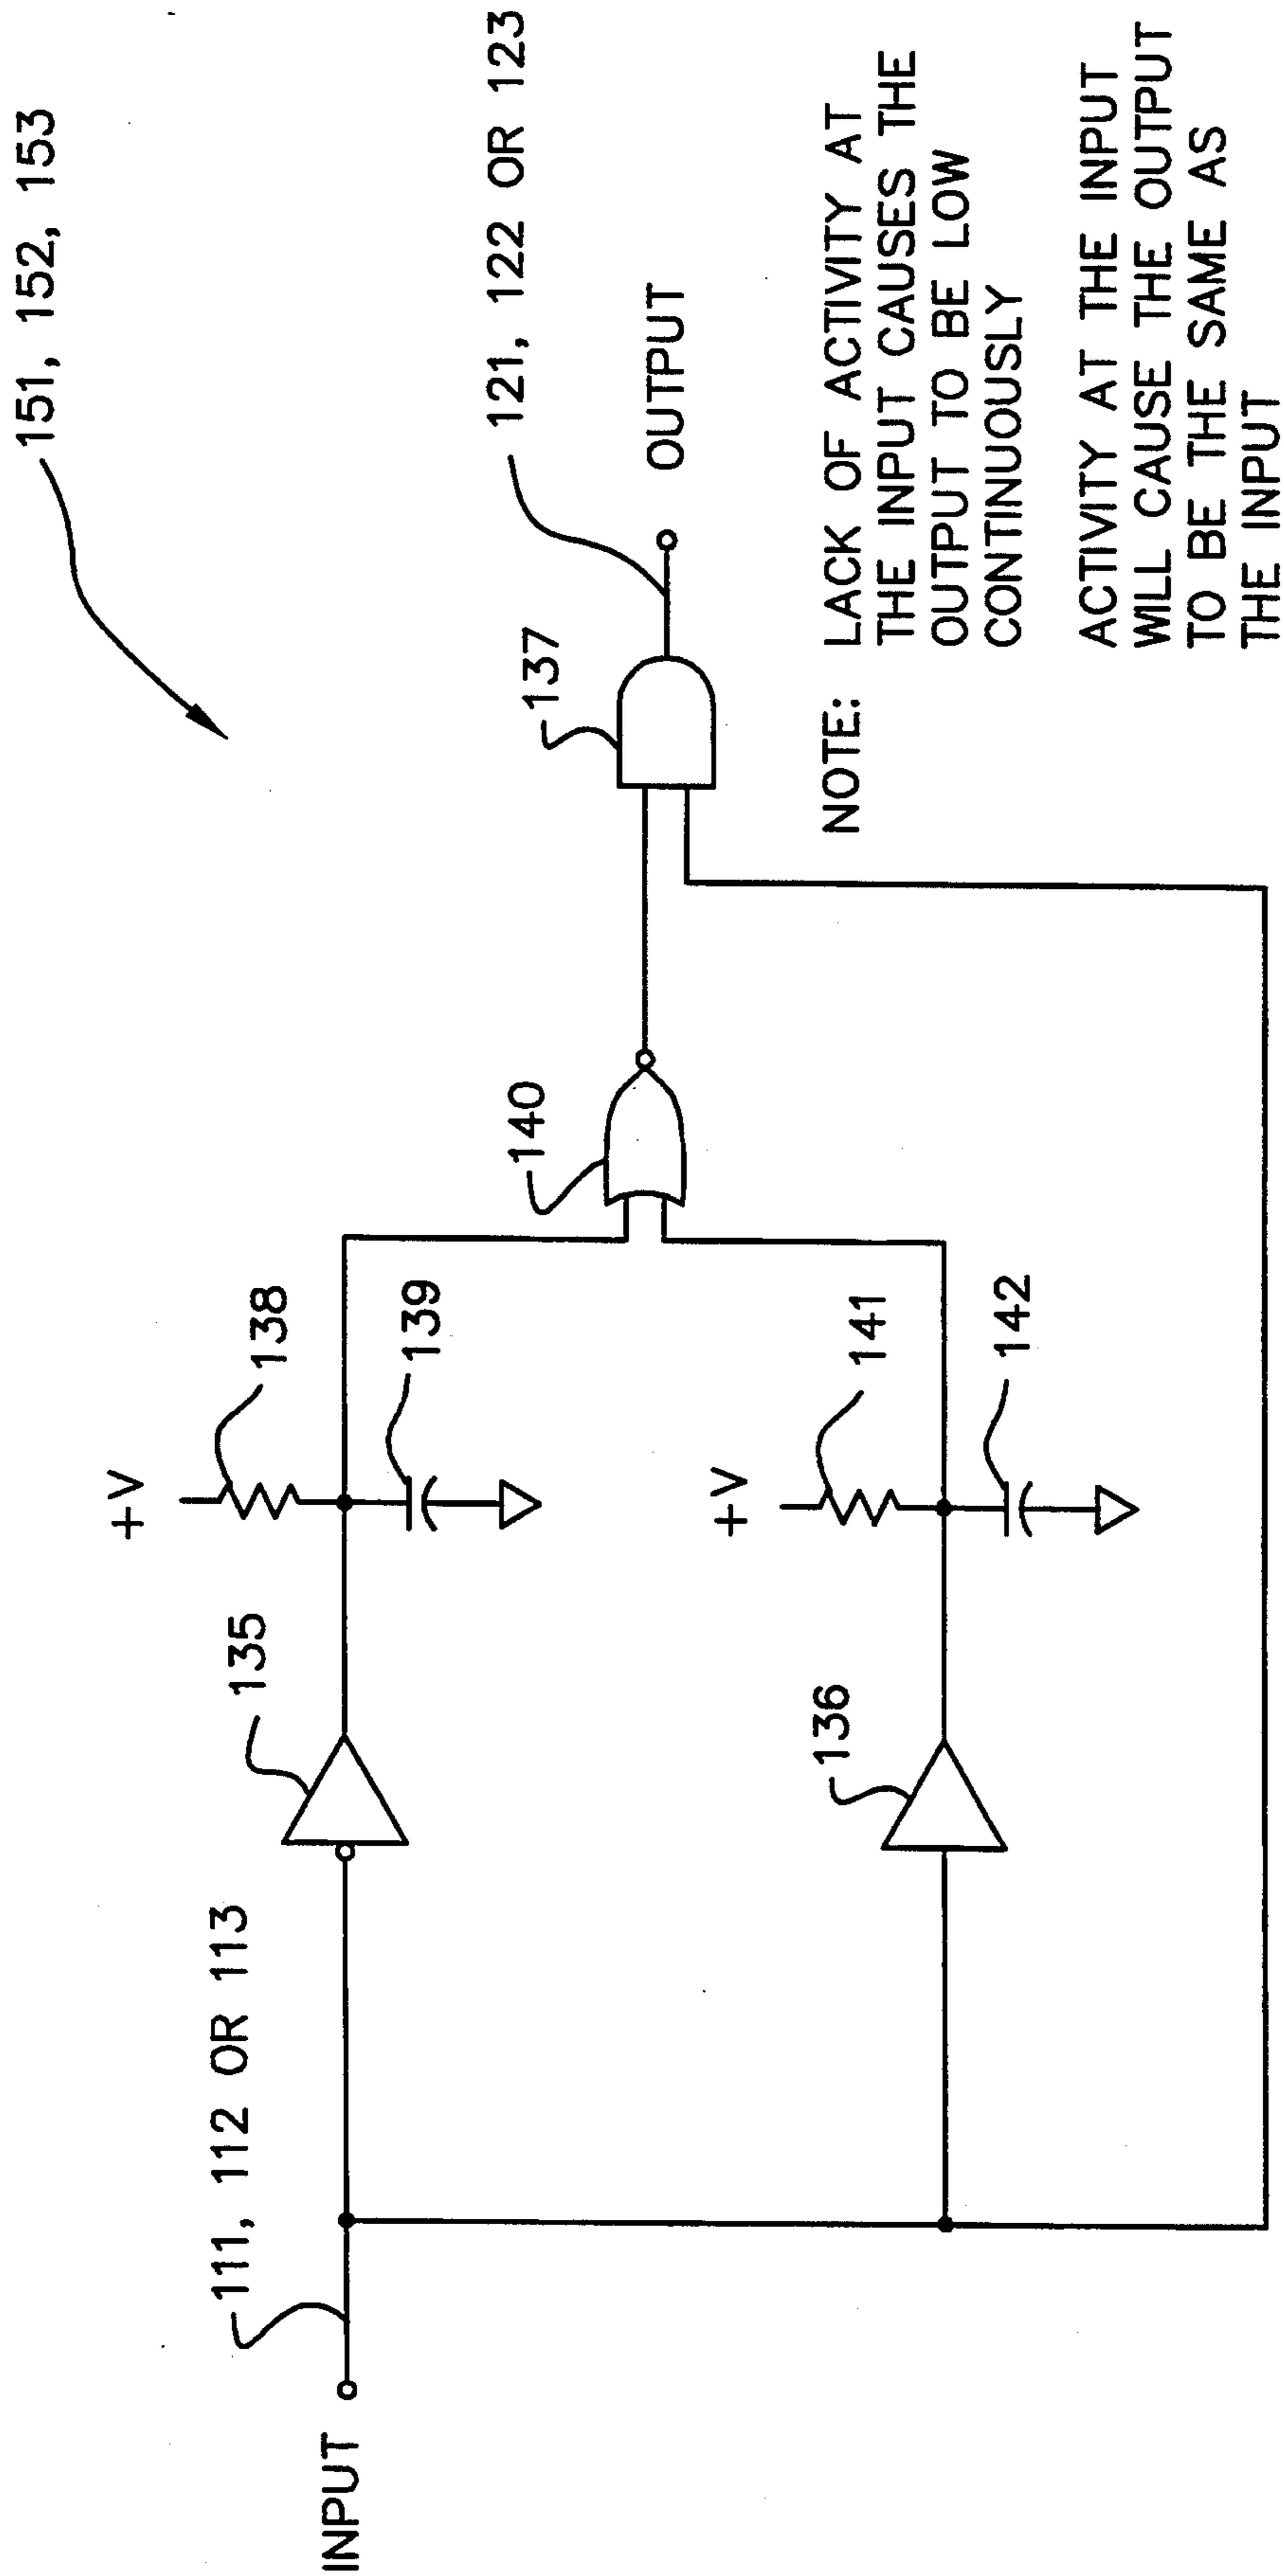 151, 152, 153
121, 122 OR 123
OUTPUT
137
140
+V
138
139
135
111, 112 OR 113
INPUT
+V
141
142
136
NOTE: LACK OF ACTIVITY AT
THE INPUT CAUSES THE
OUTPUT TO BE LOW
CONTINUOUSLY
ACTIVITY AT THE INPUT
WILL CAUSE THE OUTPUT
TO BE THE SAME AS
THE INPUT